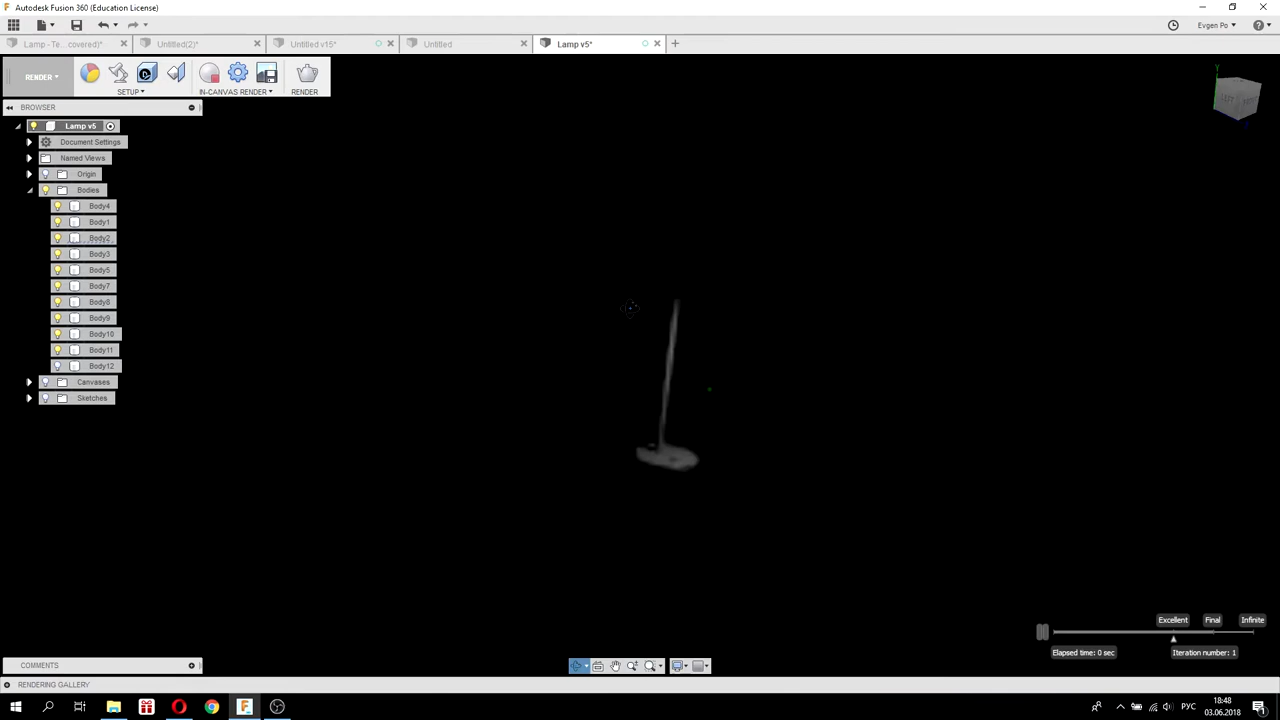 Autodesk Fusion 360 (Education License)
Evgen Po
Lamp - Te...covered)*
Untitled(2)*
Untitled v15*
Untitled
Lamp v5*
RENDER
SETUP
IN-CANVAS RENDER
RENDER
BROWSER
Lamp v5
Document Settings
Named Views
Origin
Bodies
Body4
Body1
Body2
Body3
Body5
Body7
Body8
Body9
Body10
Body11
Body12
Canvases
Sketches
Excellent Final Infinite
Elapsed time: 0 sec Iteration number: 1
COMMENTS
RENDERING GALLERY
РУС
18:48
03.06.2018